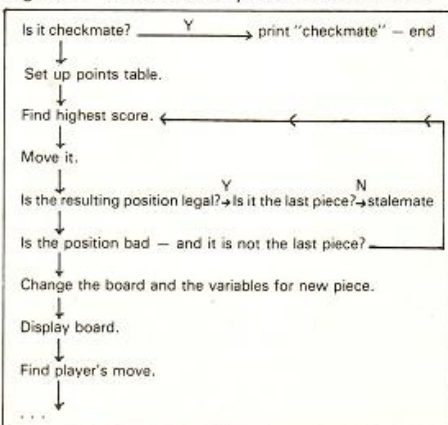 Is it checkmate? Y print "checkmate" — end
Set up points table.
Find highest score.
Move it.
Is the resulting position legal? Y Is it the last piece? N stalemate
Is the position bad — and it is not the last piece?
Change the board and the variables for new piece.
Display board.
Find player's move.
. . .